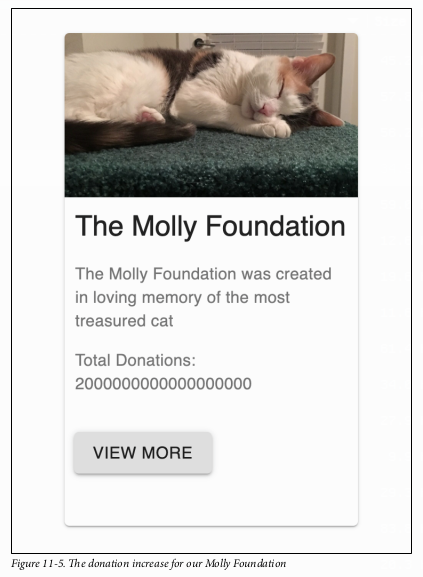 The Molly Foundation
The Molly Foundation was created
in loving memory of the most
treasured cat
Total Donations:
2000000000000000000
VIEW MORE
Figure 11-5. The donation increase for our Molly Foundation